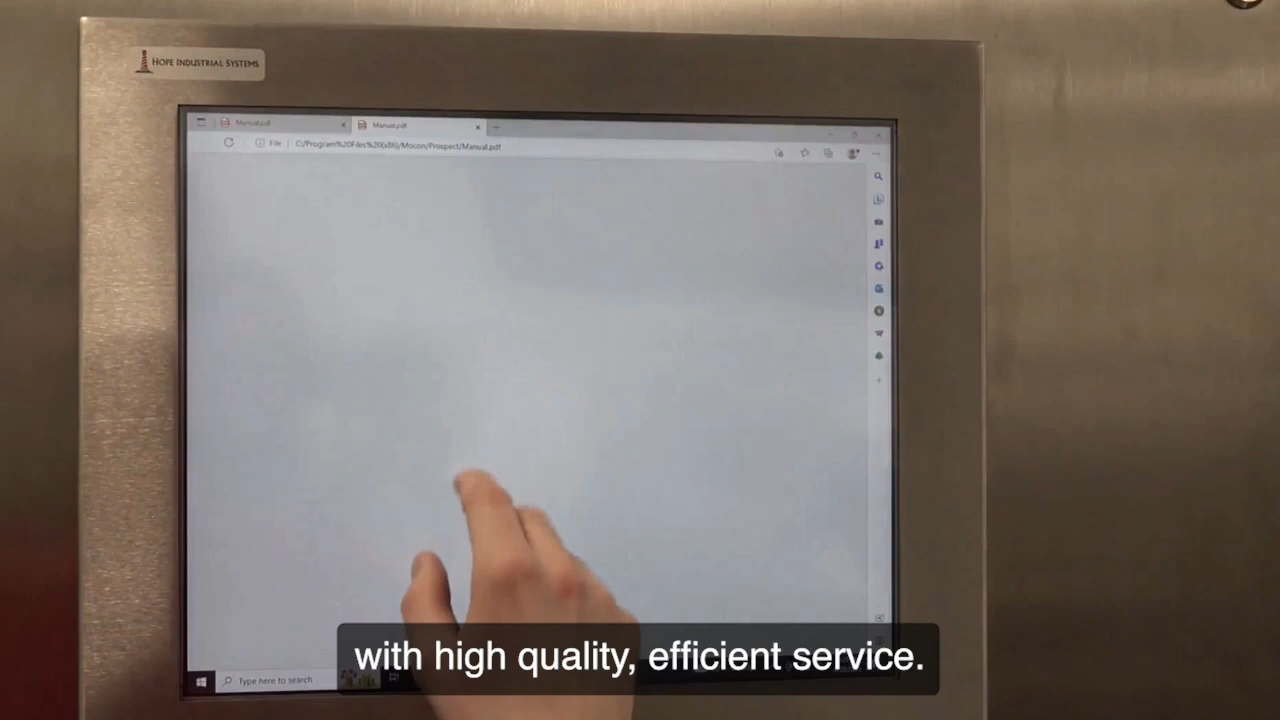 HOPE INDUSTRIAL SYSTEMS
Manual.pdf
Manual.pdf
File
C:/Program%20Files%20(x86)/Mocon/Prospect/Manual.pdf
with high quality, efficient service.
Type here to search